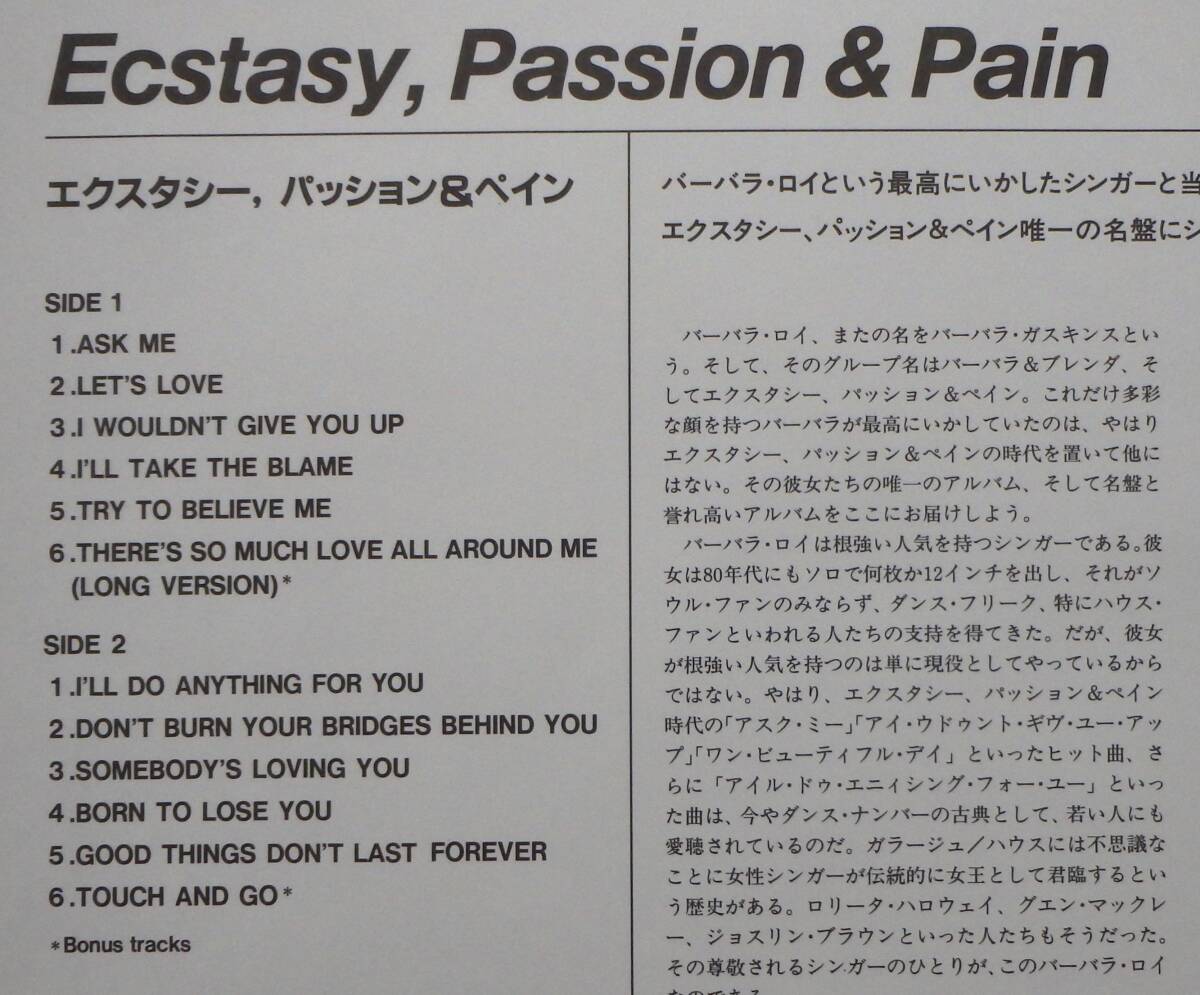 Ecstasy, Passion & Pain
エクスタシー, パッション&ペイン
SIDE 1
1.ASK ME
2.LET'S LOVE
3.I WOULDN'T GIVE YOU UP
4.I'LL TAKE THE BLAME
5.TRY TO BELIEVE ME
6.THERE'S SO MUCH LOVE ALL AROUND ME
(LONG VERSION)*
SIDE 2
1.I'LL DO ANYTHING FOR YOU
2.DON'T BURN YOUR BRIDGES BEHIND YOU
3.SOMEBODY'S LOVING YOU
4.BORN TO LOSE YOU
5.GOOD THINGS DON'T LAST FOREVER
6.TOUCH AND GO*
*Bonus tracks
バーバラ・ロイという最高にいかしたシンガーと当
エクスタシー、パッション&ペイン唯一の名盤にシ
バーバラ・ロイ、またの名をバーバラ・ガスキンスとい
う。そして、そのグループ名はバーバラ&ブレンダ、そ
してエクスタシー、パッション&ペイン。これだけ多彩
な顔を持つバーバラが最高にいかしていたのは、やはり
エクスタシー、パッション&ペインの時代を置いて他に
はない。その彼女たちの唯一のアルバム、そして名盤と
誉れ高いアルバムをここにお届けしよう。
バーバラ・ロイは根強い人気を持つシンガーである。彼
女は80年代にもソロで何枚か12インチを出し、それがソ
ウル・ファンのみならず、ダンス・フリーク、特にハウス・
ファンといわれる人たちの支持を得てきた。だが、彼女
が根強い人気を持つのは単に現役としてやっているから
ではない。やはり、エクスタシー、パッション&ペイン
時代の「アスク・ミー」「アイ・ウドゥント・ギヴ・ユー・アッ
プ」「ワン・ビューティフル・デイ」といったヒット曲、さ
らに「アイル・ドゥ・エニィシング・フォー・ユー」といっ
た曲は、今やダンス・ナンバーの古典として、若い人にも
愛聴されているのだ。ガラージュ/ハウスには不思議な
ことに女性シンガーが伝統的に女王として君臨するとい
う歴史がある。ロリータ・ハロウェイ、グエン・マックレ
ー、ジョスリン・ブラウンといった人たちもそうだった。
その尊敬されるシンガーのひとりが、このバーバラ・ロイ
なのである。